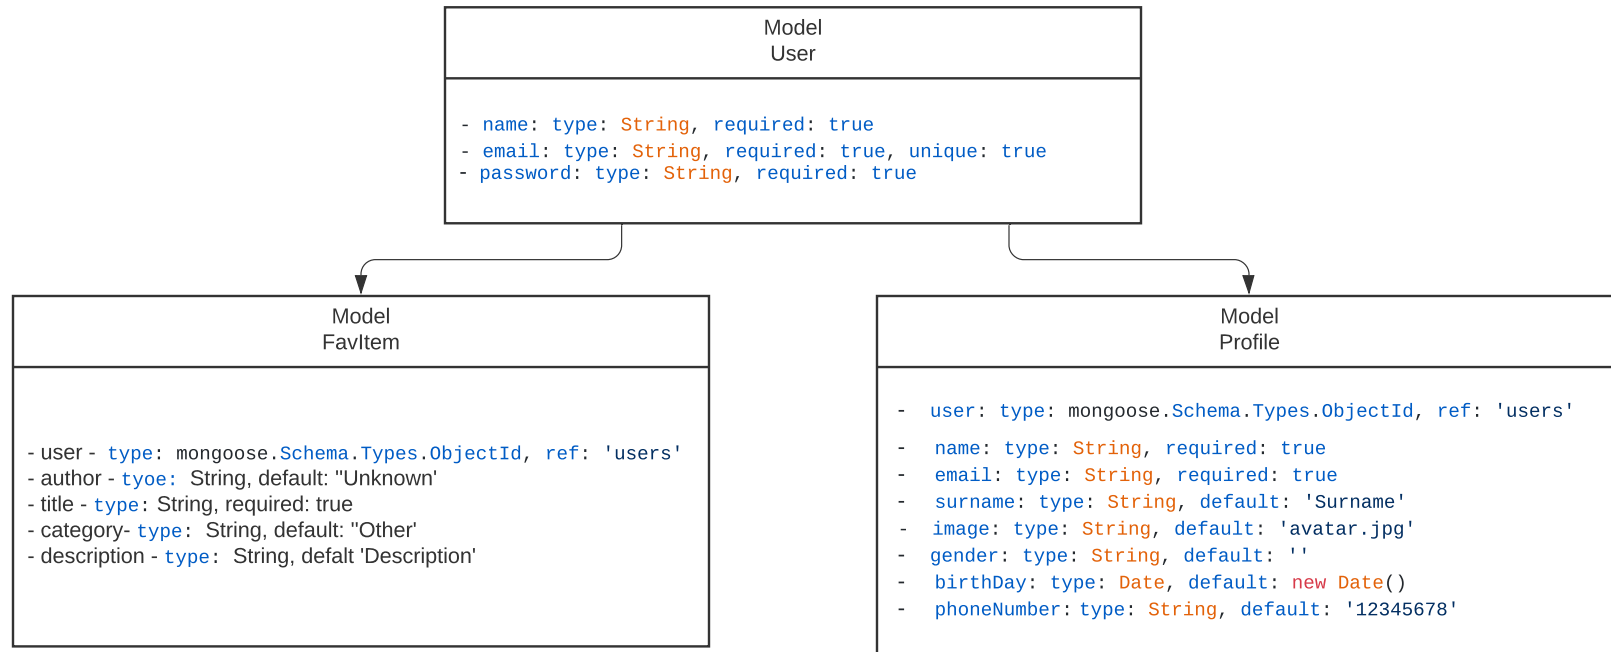 Model
User
- name: type: String, required: true
- email: type: String, required: true, unique: true
- password: type: String, required: true
Model
FavItem
- user - type: mongoose.Schema.Types.ObjectId, ref: 'users'
- author - tyoe: String, default: "Unknown'
- title - type: String, required: true
- category- type: String, default: "Other'
- description - type: String, defalt 'Description'
Model
Profile
- user: type: mongoose.Schema.Types.ObjectId, ref: 'users'
- name: type: String, required: true
- email: type: String, required: true
- surname: type: String, default: 'Surname'
- image: type: String, default: 'avatar.jpg'
- gender: type: String, default: ''
- birthDay: type: Date, default: new Date()
- phoneNumber: type: String, default: '12345678'